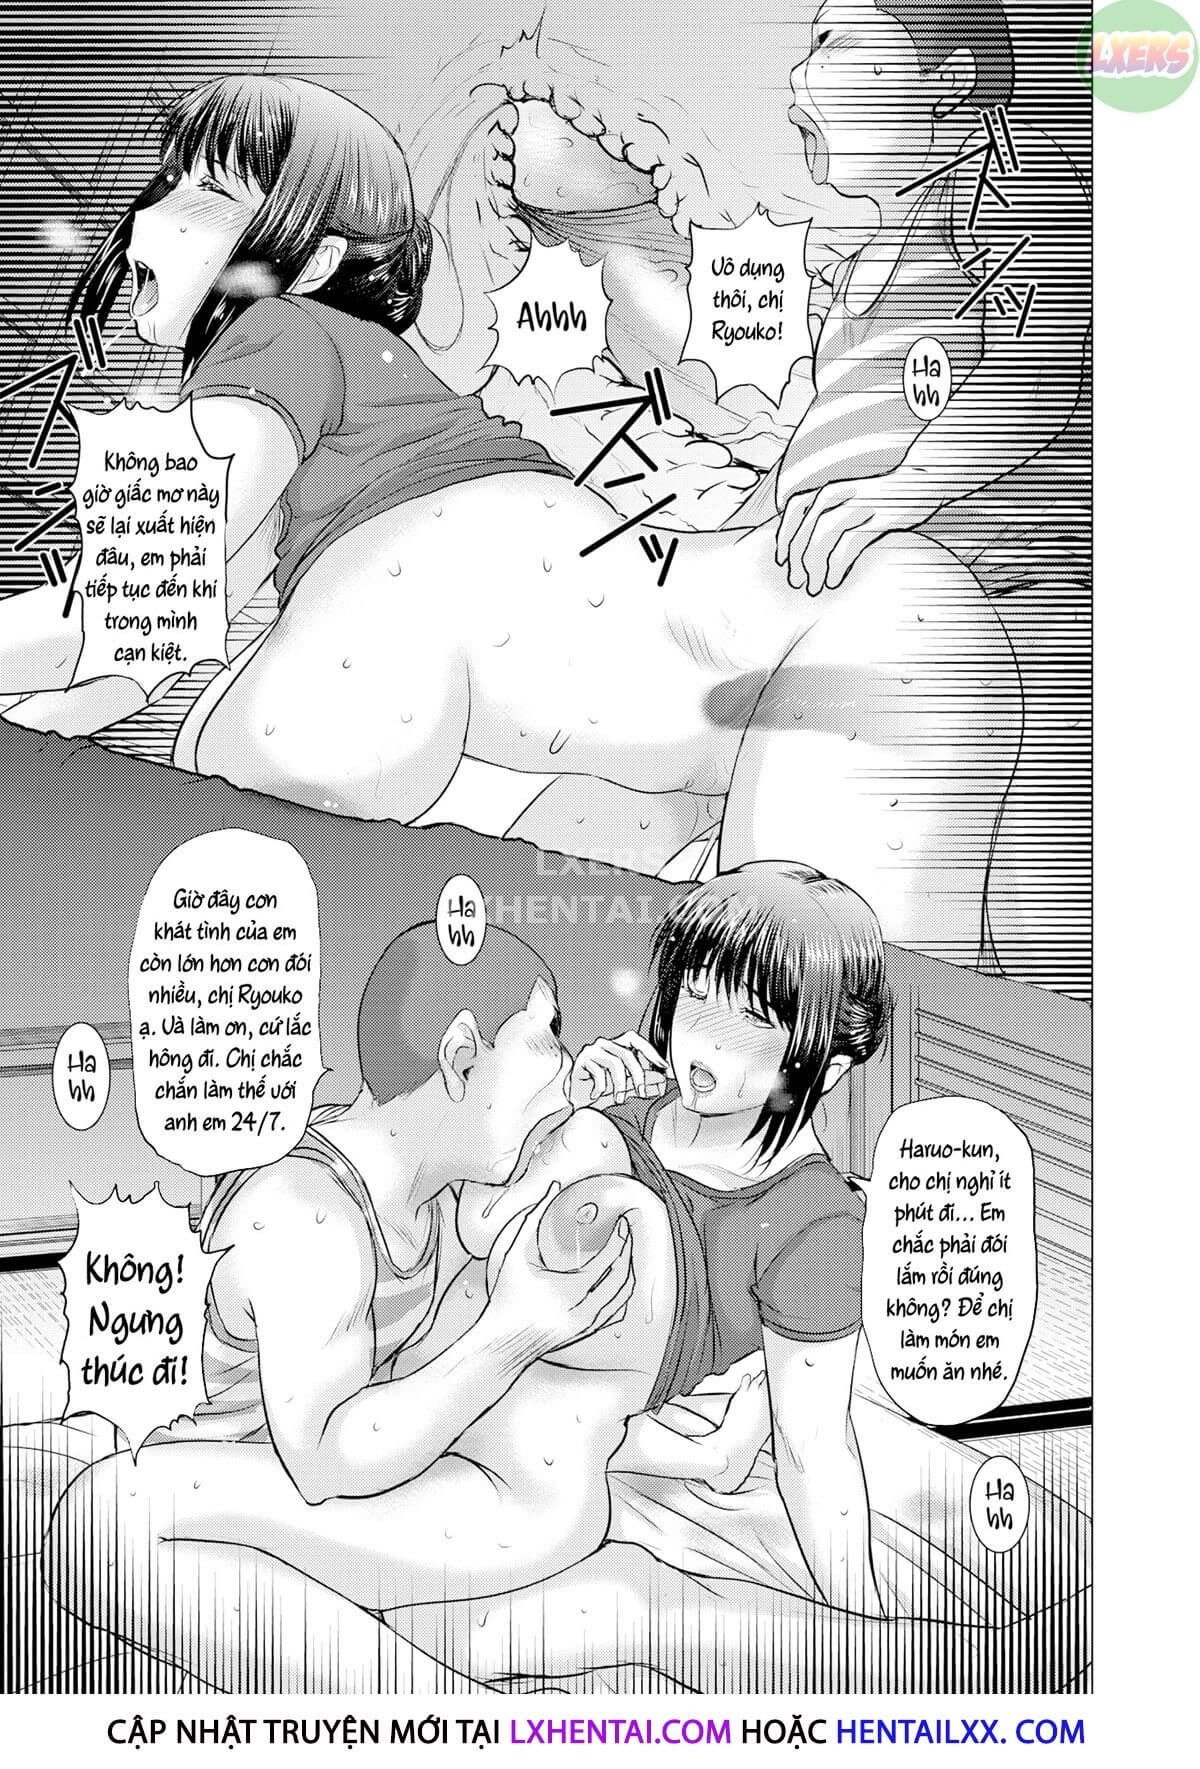 LXERS
Vô dụng
thôi, chị
Ryouko!
Ahhh
Ha
hh
Không bao
giờ giấc mơ này
sẽ lại xuất hiện
đâu, em phải
tiếp tục đến khi
trong mình
cạn kiệt.
LXERS
LXHENTAI.COM
Haruo-kun,
cho chị nghỉ ít
phút đi... Em
chắc phải đói
lắm rồi đúng
không? Để chị
làm món em
muốn ăn nhé.
Ha
hh
Ha
hh
Giờ đây cơn
khát tình của em
còn lớn hơn cơn đói
nhiều, chị Ryouko
ạ. Và làm ơn, cứ lắc
hông đi. Chị chắc
chắn làm thế với
anh em 24/7.
Ha
hh
Không!
Ngưng
thúc đi!
CẬP NHẬT TRUYỆN MỚI TẠI LXHENTAI.COM HOẶC HENTAILXX. COM